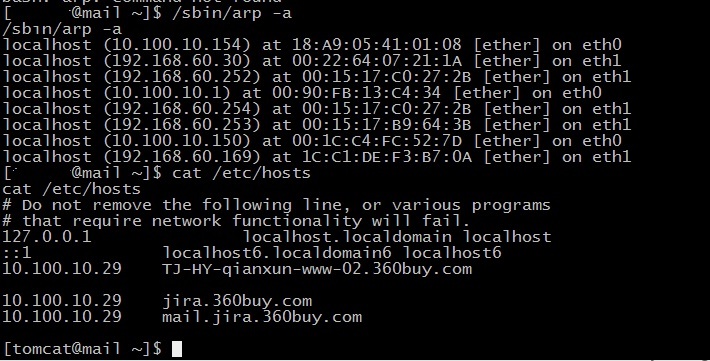 bash: arp: command not found
[ @mail ~]$ /sbin/arp -a
/sbin/arp -a
localhost (10.100.10.154) at 18:A9:05:41:01:08 [ether] on eth0
localhost (192.168.60.30) at 00:22:64:07:21:1A [ether] on eth1
localhost (192.168.60.252) at 00:15:17:C0:27:2B [ether] on eth1
localhost (10.100.10.1) at 00:90:FB:13:C4:34 [ether] on eth0
localhost (192.168.60.254) at 00:15:17:C0:27:2B [ether] on eth1
localhost (192.168.60.253) at 00:15:17:B9:64:3B [ether] on eth1
localhost (10.100.10.150) at 00:1C:C4:FC:52:7D [ether] on eth0
localhost (192.168.60.169) at 1C:C1:DE:F3:B7:0A [ether] on eth1
[ @mail ~]$ cat /etc/hosts
cat /etc/hosts
# Do not remove the following line, or various programs
# that require network functionality will fail.
127.0.0.1 localhost.localdomain localhost
::1 localhost6.localdomain6 localhost6
10.100.10.29 TJ-HY-qianxun-www-02.360buy.com
10.100.10.29 jira.360buy.com
10.100.10.29 mail.jira.360buy.com
[tomcat@mail ~]$